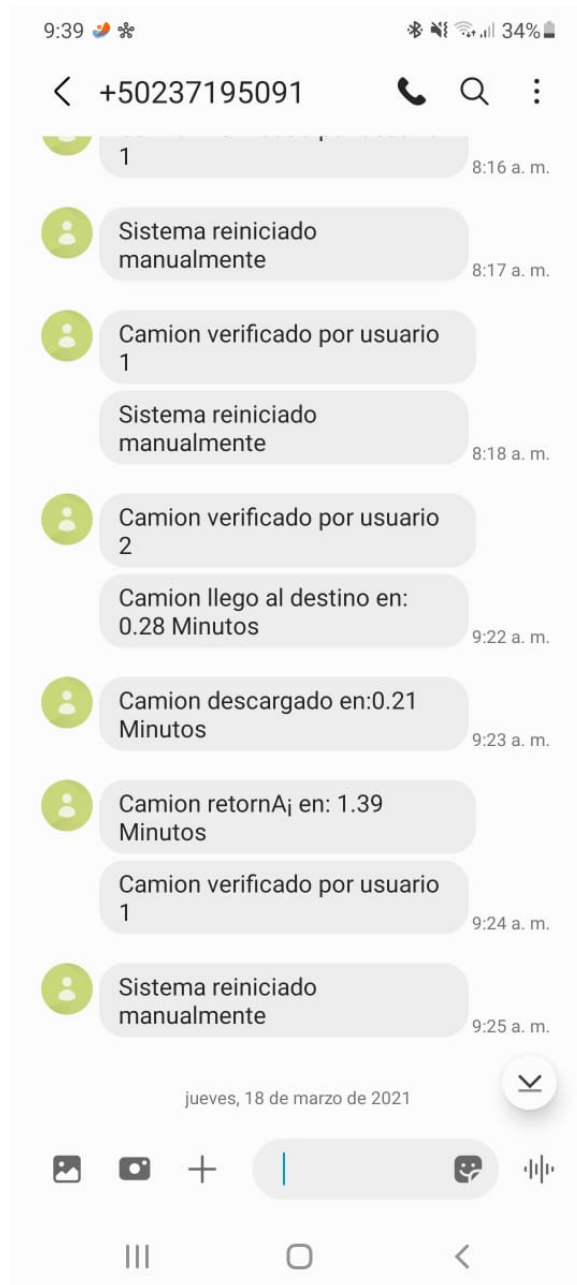 9:39
34%
+50237195091
1
8:16 a. m.
Sistema reiniciado
manualmente
8:17 a. m.
Camion verificado por usuario
1
Sistema reiniciado
manualmente
8:18 a. m.
Camion verificado por usuario
2
Camion llego al destino en:
0.28 Minutos
9:22 a. m.
Camion descargado en:0.21
Minutos
9:23 a. m.
Camion retornA¡ en: 1.39
Minutos
Camion verificado por usuario
1
9:24 a. m.
Sistema reiniciado
manualmente
9:25 a. m.
jueves, 18 de marzo de 2021